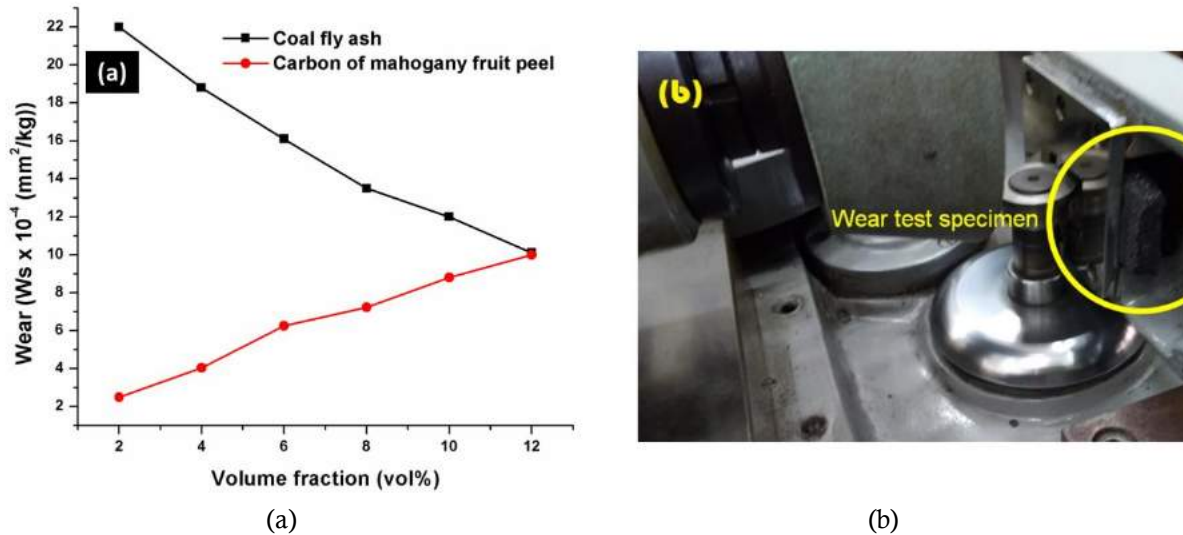 22
20
18
16
14
12
10
8
6
4
2
Wear (Ws x 10⁻⁴ (mm²/kg))
(a)
Coal fly ash
Carbon of mahogany fruit peel
2 4 6 8 10 12
Volume fraction (vol%)
(a)
(b)
Wear test specimen
(b)